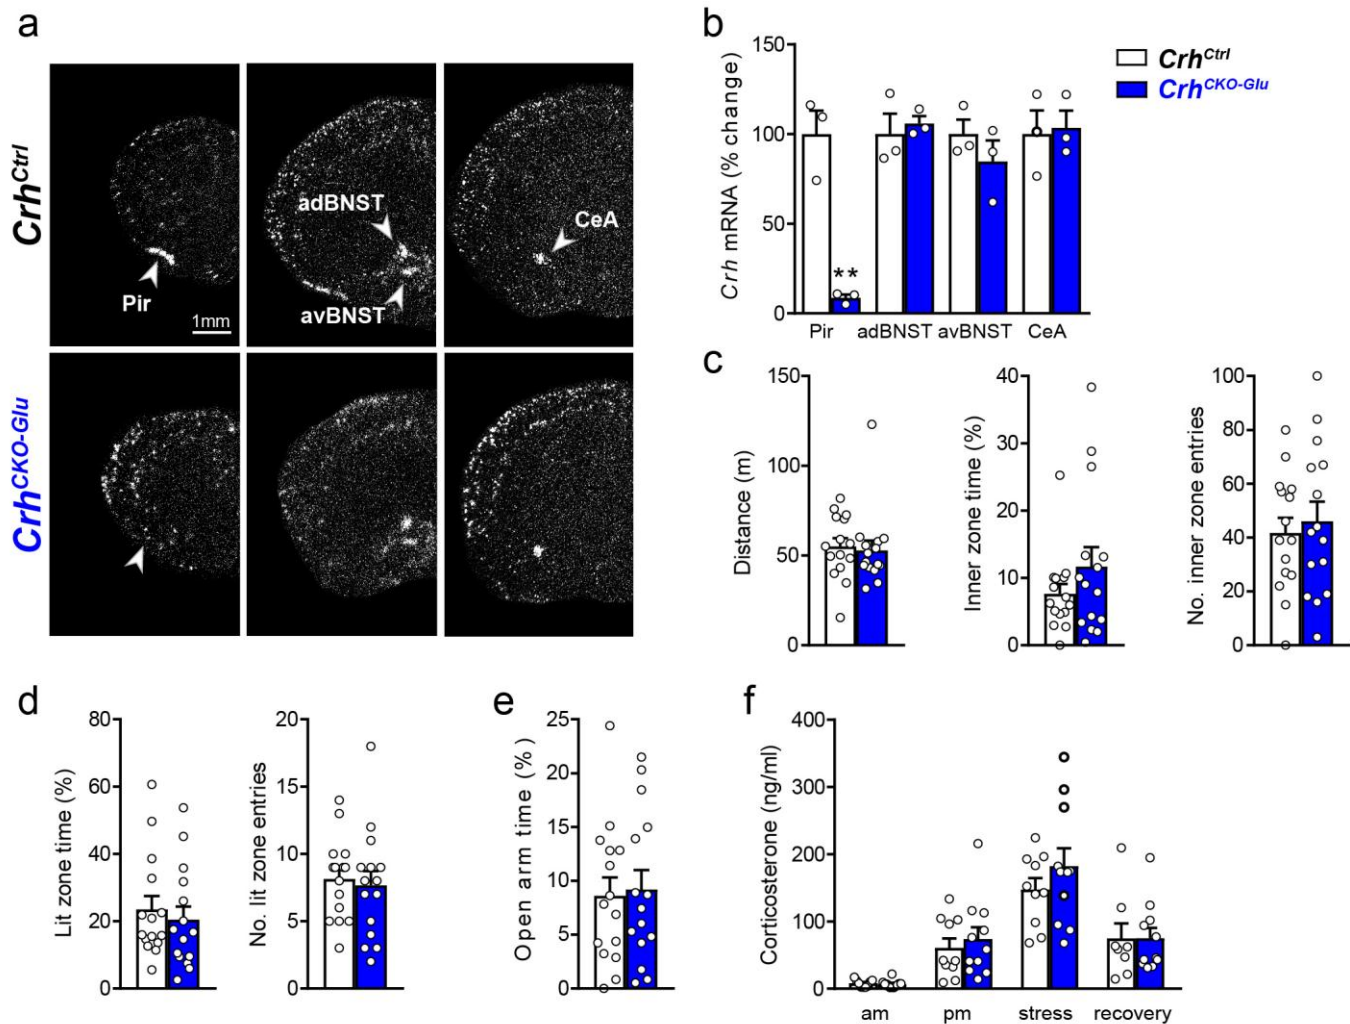 a
Crh^Ctrl
Crh^CKO-Glu
Pir
1mm
adBNST
avBNST
CeA
b
Crh mRNA (% change)
150
100
50
0
**
Pir adBNST avBNST CeA
Crh^Ctrl
Crh^CKO-Glu
c
Distance (m)
150
100
50
0
Inner zone time (%)
40
30
20
10
0
No. inner zone entries
100
80
60
40
20
0
d
Lit zone time (%)
80
60
40
20
0
No. lit zone entries
20
15
10
5
0
e
Open arm time (%)
25
20
15
10
5
0
f
Corticosterone (ng/ml)
400
300
200
100
0
am pm stress recovery